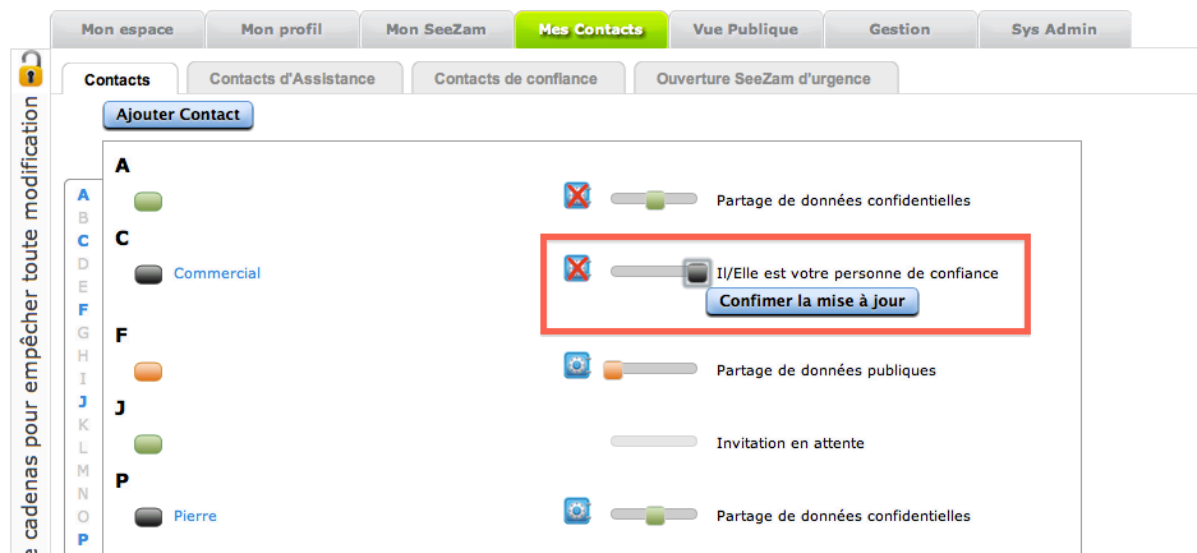 Mon espace Mon profil Mon SeeZam Mes Contacts Vue Publique Gestion Sys Admin
Contacts Contacts d'Assistance Contacts de confiance Ouverture SeeZam d'urgence
Ajouter Contact
cadenas pour empêcher toute modification
A
B
C
D
E
F
G
H
I
J
K
L
M
N
O
P
A
Partage de données confidentielles
C
Commercial Il/Elle est votre personne de confiance
Confimer la mise à jour
F
Partage de données publiques
J
Invitation en attente
P
Pierre Partage de données confidentielles